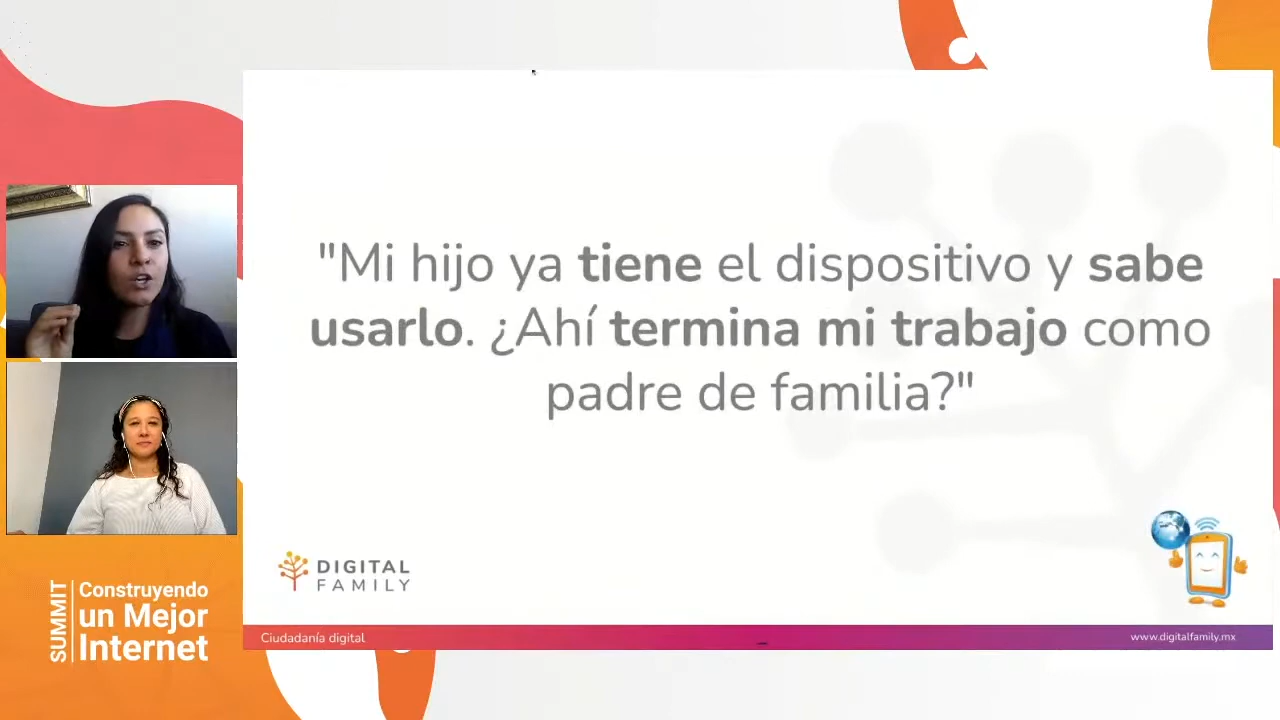 "Mi hijo ya tiene el dispositivo y sabe
usarlo. ¿Ahí termina mi trabajo como
padre de familia?"
DIGITAL
FAMILY
Ciudadanía digital
www.digitalfamily.mx
SUMMIT
Construyendo
un Mejor
Internet